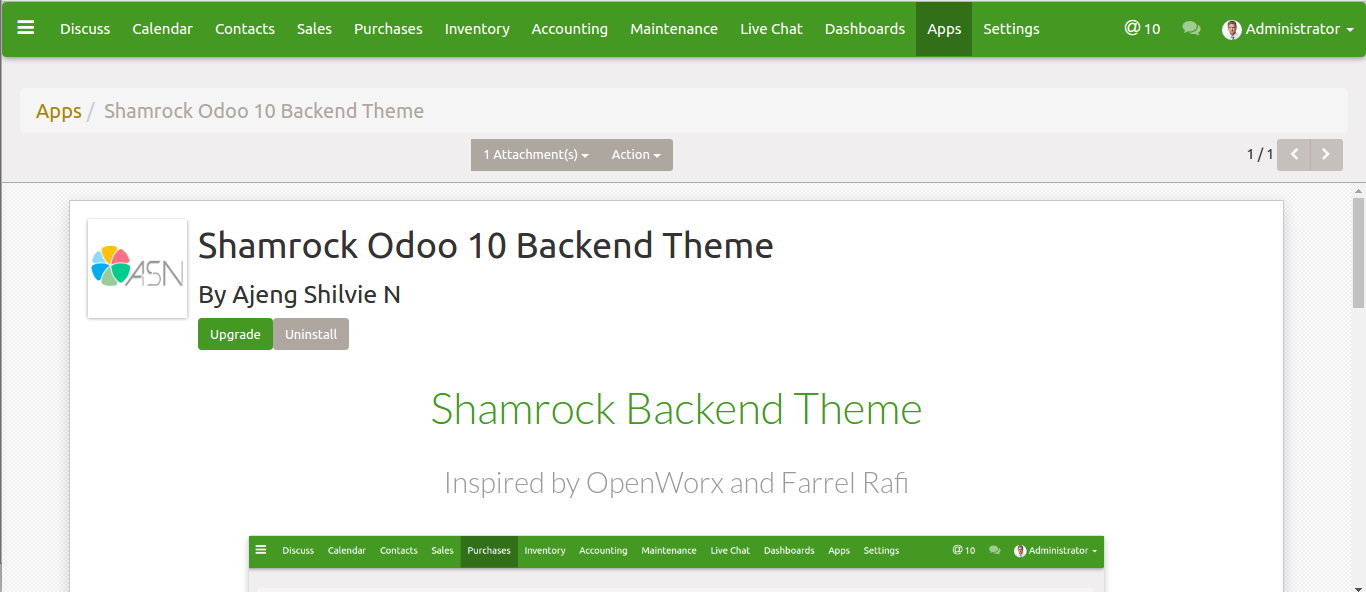 Discuss Calendar Contacts Sales Purchases Inventory Accounting Maintenance Live Chat Dashboards Apps Settings @ 10 Administrator
Apps / Shamrock Odoo 10 Backend Theme
1 Attachment(s) Action 1 / 1
ASN
Shamrock Odoo 10 Backend Theme
By Ajeng Shilvie N
Upgrade Uninstall
Shamrock Backend Theme
Inspired by OpenWorx and Farrel Rafi
Discuss Calendar Contacts Sales Purchases Inventory Accounting Maintenance Live Chat Dashboards Apps Settings @ 10 Administrator